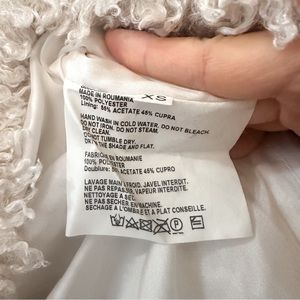 XS
MADE IN ROUMANIA
100% POLYESTER
Lining: 55% ACETATE 45% CUPRA
HAND WASH IN COLD WATER. DO NOT BLEACH
DO NOT IRON. DO NOT STEAM.
DRY CLEAN.
DO NOT TUMBLE DRY.
DRY IN THE SHADE AND FLAT.
FABRIQUÉ EN ROUMANIE
100% POLYESTER
Doublure: ACETATE 45% CUPRO
LAVAGE MAIN FROID. JAVEL INTERDIT.
NE PAS REPASSER, VAPEUR INTERDITE.
NETTOYAGE À SEC.
NE PAS SÉCHER EN MACHINE.
SÉCHAGE À L'OMBRE ET À PLAT CONSEILLÉ.